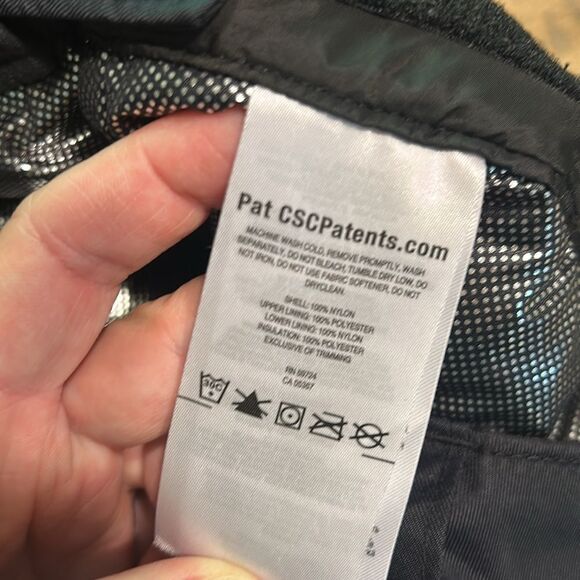 Pat CSCPatents.com
MACHINE WASH COLD, REMOVE PROMPTLY, WASH
SEPARATELY, DO NOT BLEACH, TUMBLE DRY LOW, DO
NOT IRON, DO NOT USE FABRIC SOFTENER, DO NOT
DRYCLEAN.
SHELL: 100% NYLON
UPPER LINING: 100% POLYESTER
LOWER LINING: 100% NYLON
INSULATION: 100% POLYESTER
EXCLUSIVE OF TRIMMING
RN 69724
CA 05367
30C